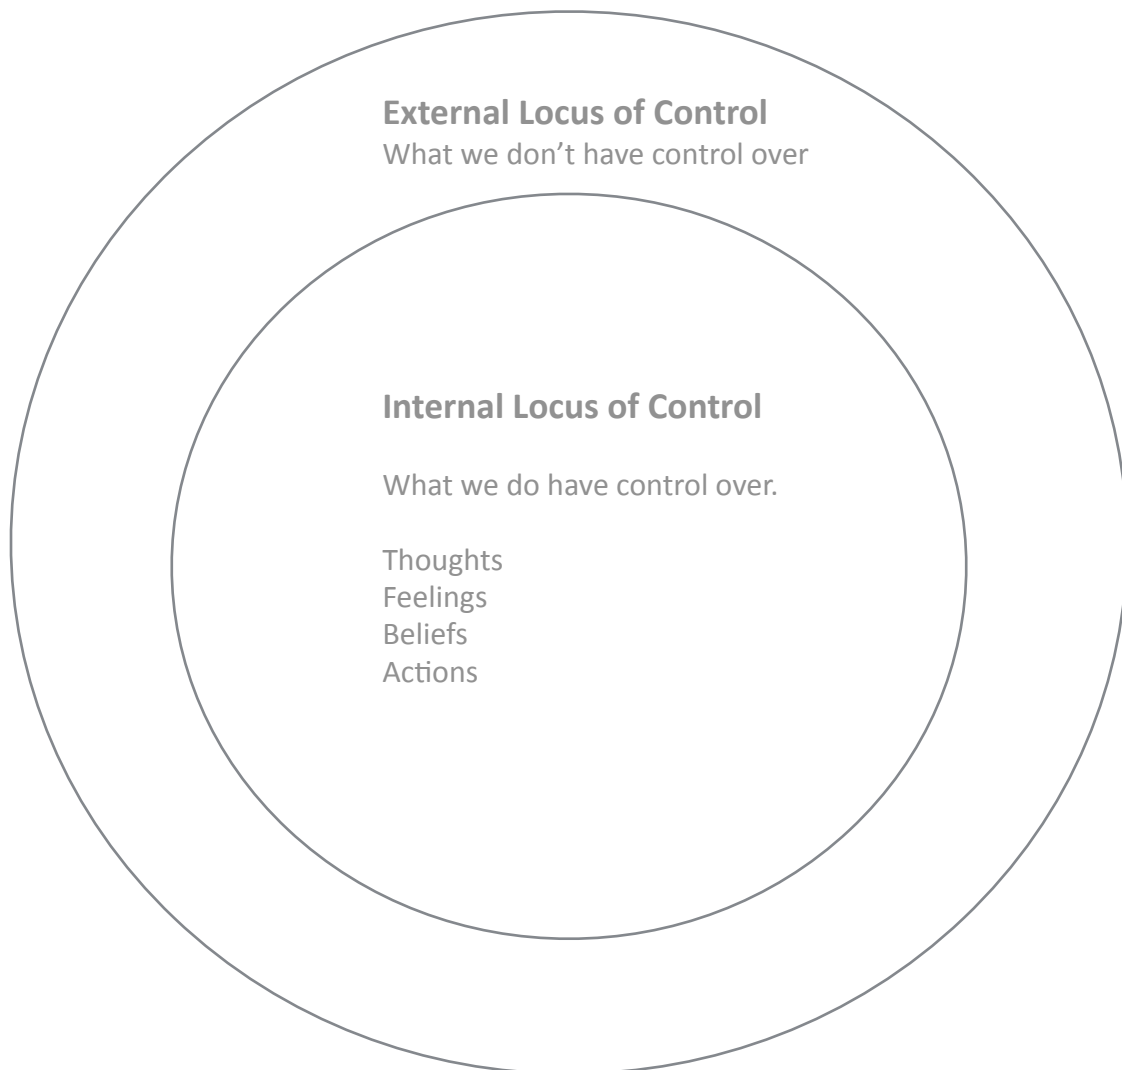 External Locus of Control
What we don’t have control over
Internal Locus of Control
What we do have control over.
Thoughts
Feelings
Beliefs
Actions